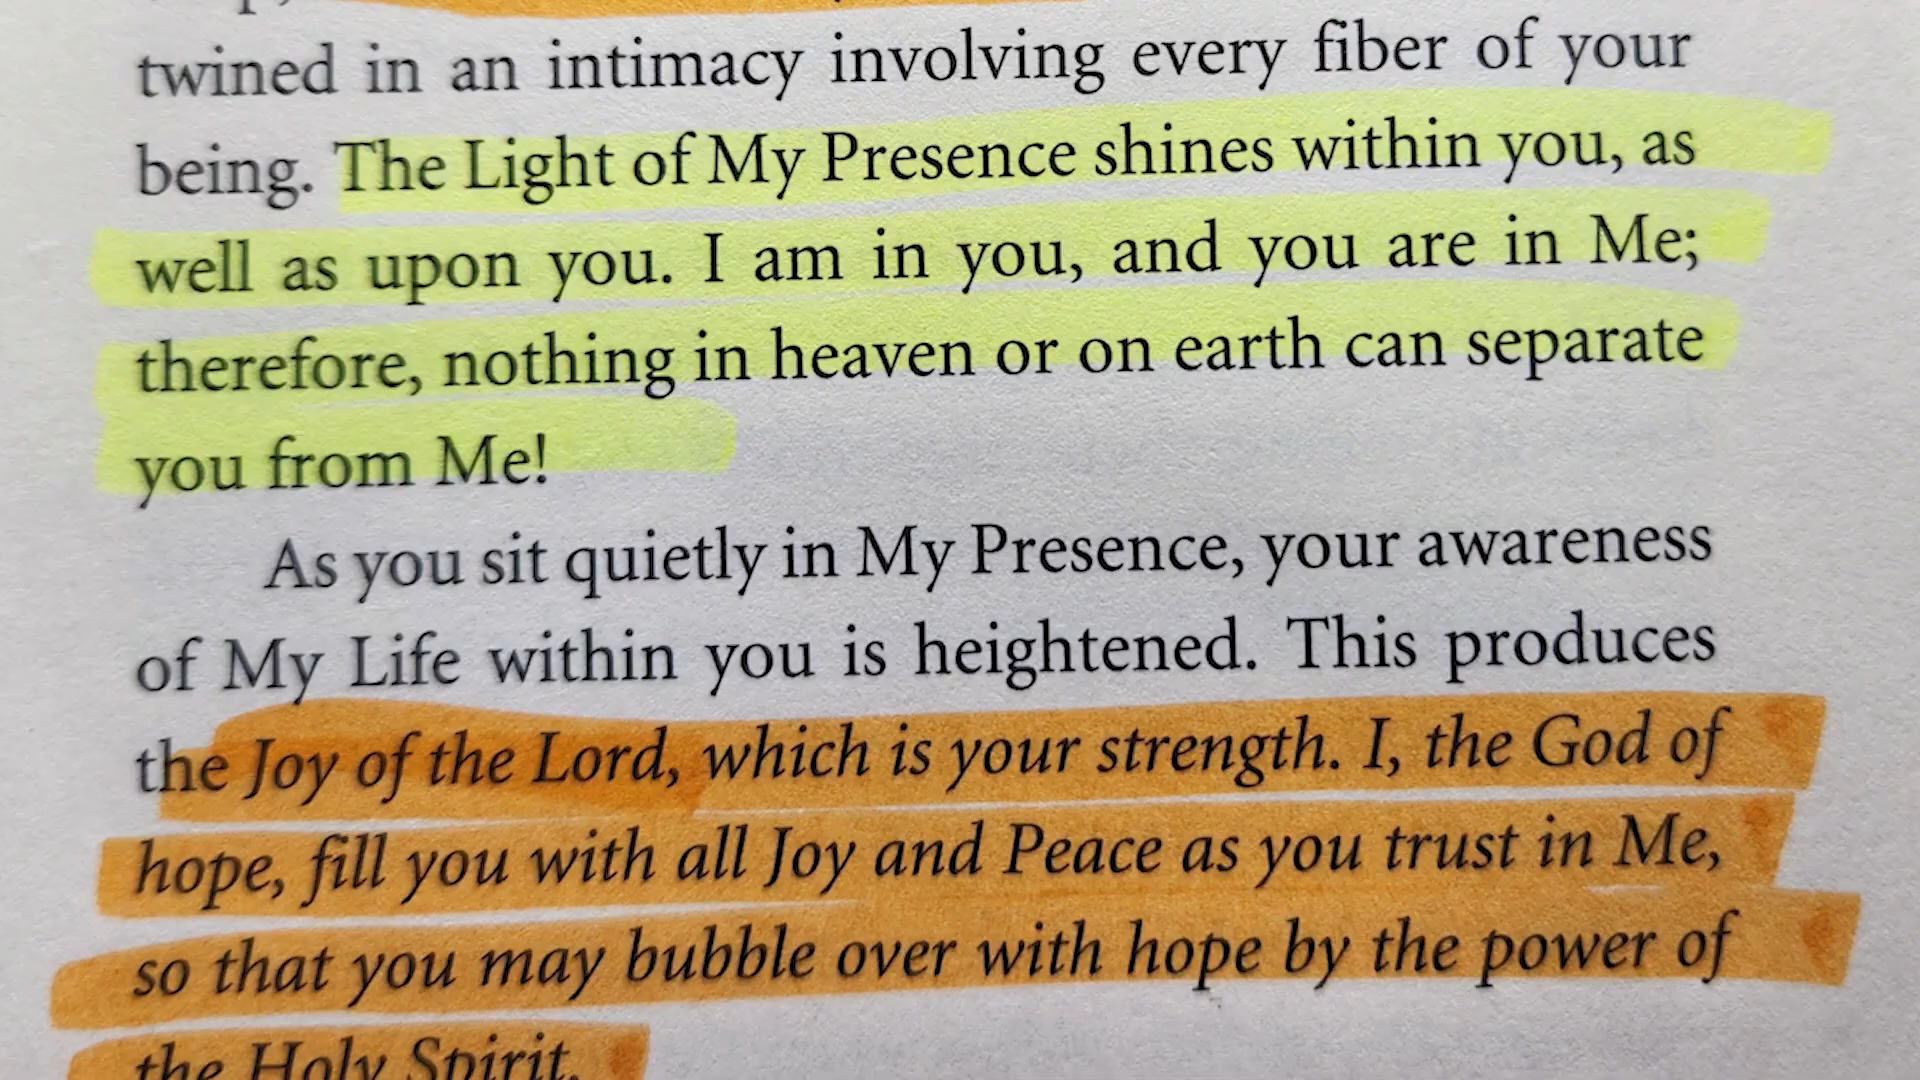 twined in an intimacy involving every fiber of your
being. The Light of My Presence shines within you, as
well as upon you. I am in you, and you are in Me;
therefore, nothing in heaven or on earth can separate
you from Me!
As you sit quietly in My Presence, your awareness
of My Life within you is heightened. This produces
the Joy of the Lord, which is your strength. I, the God of
hope, fill you with all Joy and Peace as you trust in Me,
so that you may bubble over with hope by the power of
the Holy Spirit.